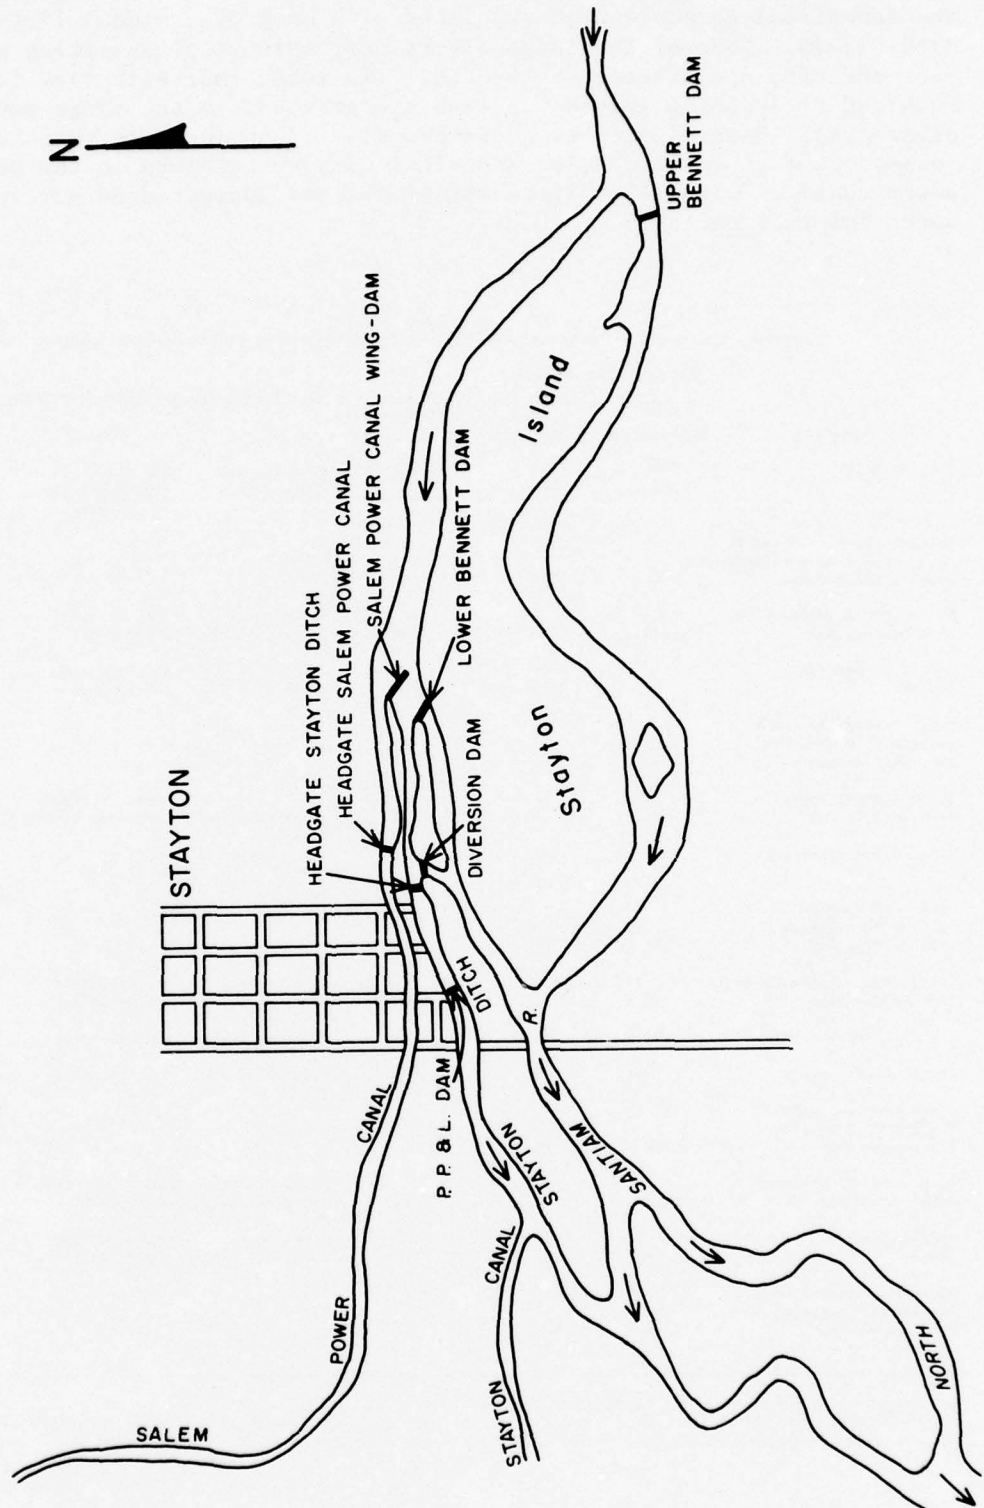 N
STAYTON
HEADGATE STAYTON DITCH
HEADGATE SALEM POWER CANAL
SALEM POWER CANAL WING-DAM
LOWER BENNETT DAM
DIVERSION DAM
UPPER
BENNETT DAM
Stayton Island
SALEM POWER CANAL
P. P. & L. DAM
STAYTON DITCH
STAYTON CANAL
NORTH SANTIAM R.